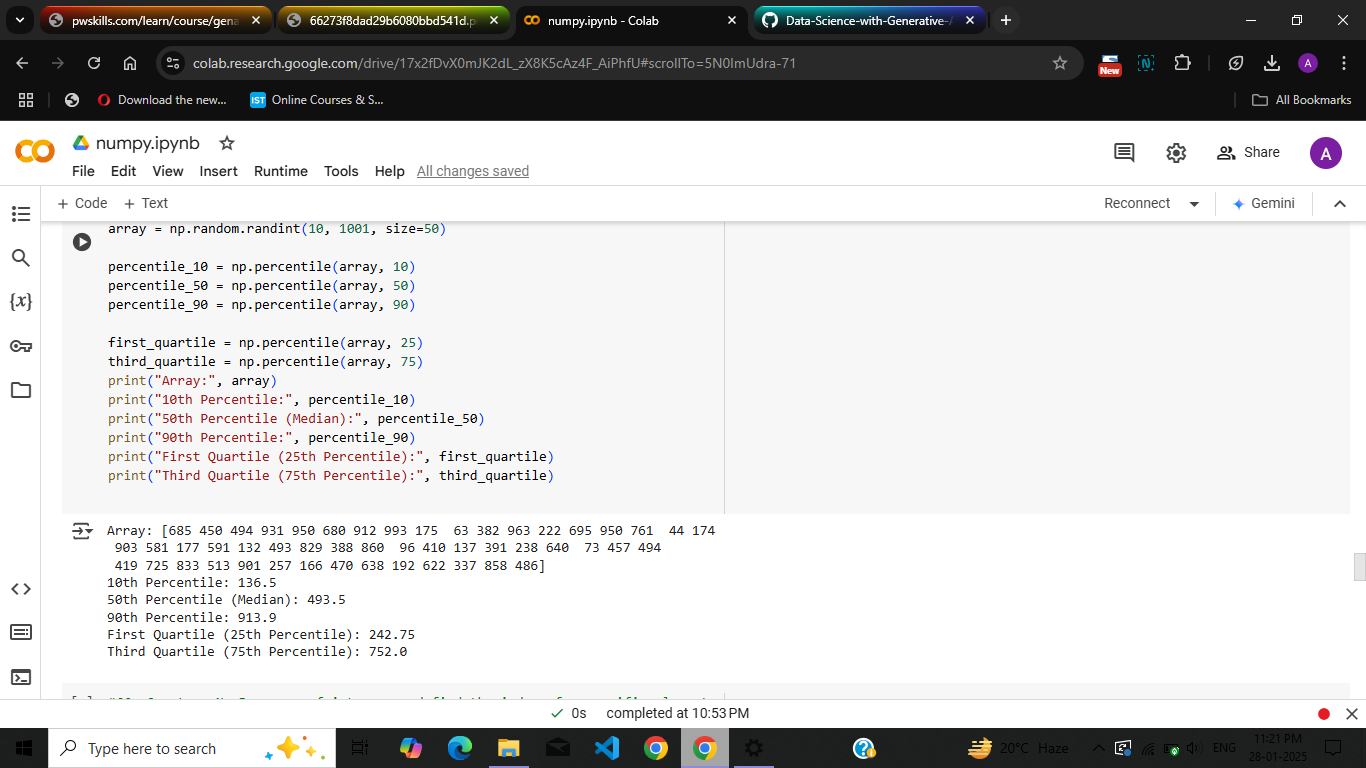 pwskills.com/learn/course/gena
66273f8dad29b6080bbd541d.p
numpy.ipynb - Colab
Data-Science-with-Generative-
colab.research.google.com/drive/17x2fDvX0mJK2dL_zX8K5cAz4F_AiPhfU#scrollTo=5N0ImUdra-71
New
N
A
Download the new...
IST
Online Courses & S...
All Bookmarks
CO
numpy.ipynb
Share
A
File Edit View Insert Runtime Tools Help All changes saved
+ Code + Text
Reconnect
Gemini
array = np.random.randint(10, 1001, size=50)
percentile_10 = np.percentile(array, 10)
percentile_50 = np.percentile(array, 50)
{x}
percentile_90 = np.percentile(array, 90)
first_quartile = np.percentile(array, 25)
third_quartile = np.percentile(array, 75)
print("Array:", array)
print("10th Percentile:", percentile_10)
print("50th Percentile (Median):", percentile_50)
print("90th Percentile:", percentile_90)
print("First Quartile (25th Percentile):", first_quartile)
print("Third Quartile (75th Percentile):", third_quartile)
Array: [685 450 494 931 950 680 912 993 175  63 382 963 222 695 950 761  44 174
903 581 177 591 132 493 829 388 860  96 410 137 391 238 640  73 457 494
419 725 833 513 901 257 166 470 638 192 622 337 858 486]
10th Percentile: 136.5
50th Percentile (Median): 493.5
90th Percentile: 913.9
First Quartile (25th Percentile): 242.75
Third Quartile (75th Percentile): 752.0
0s completed at 10:53 PM
Type here to search
20°C Haze
ENG
11:21 PM
28-01-2025